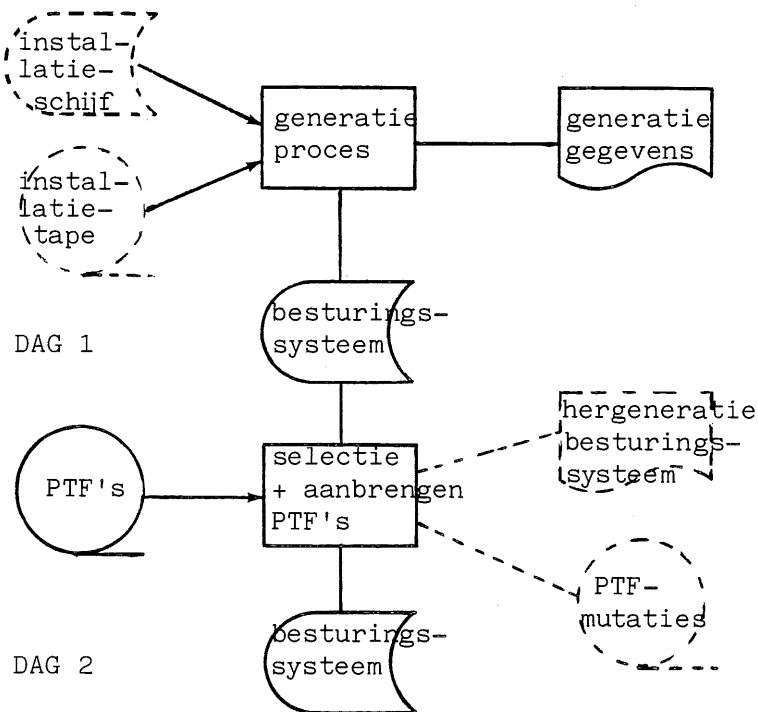 instal-
latie-
schijf
generatie
proces
generatie
gegevens
instal-
latie-
tape
besturings-
systeem
DAG 1
hergeneratie
besturings-
systeem
selectie
+ aanbrengen
PTF's
PTF's
PTF-
mutaties
besturings-
systeem
DAG 2